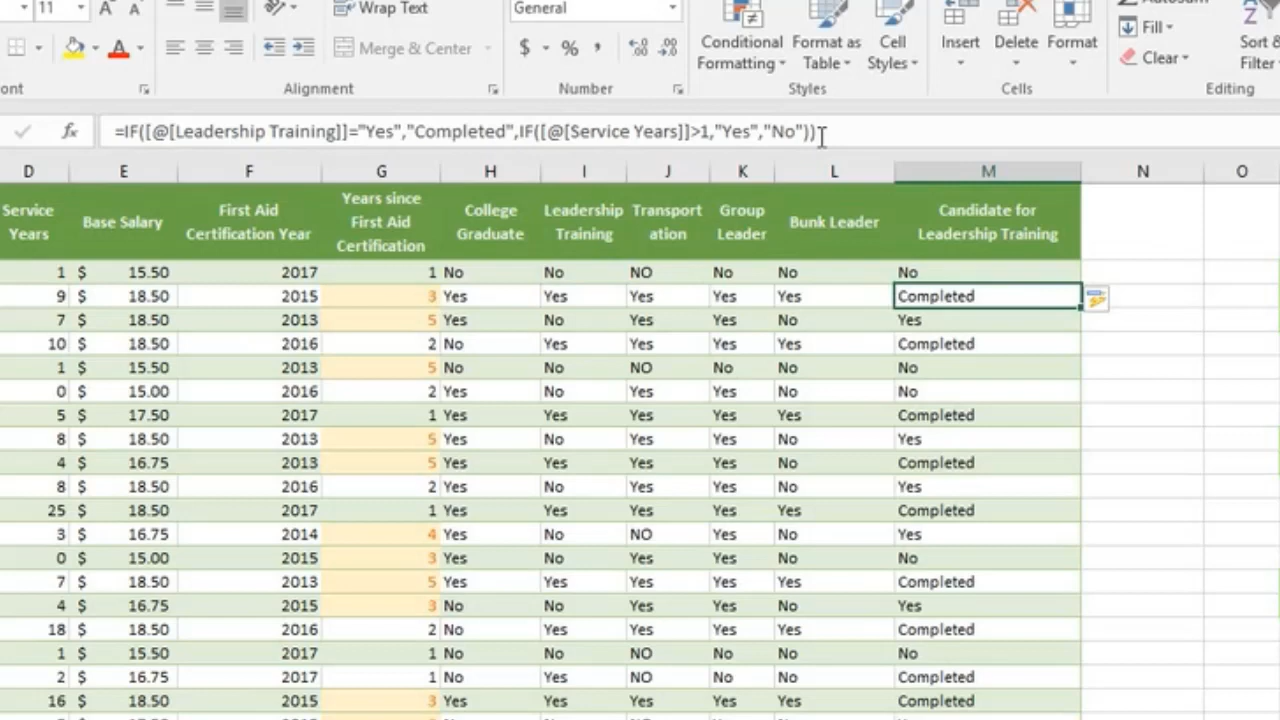 11 A A Wrap Text General AutoSum
Fill
Merge & Center $ % , Conditional Formatting Format as Table Cell Styles Insert Delete Format Clear Sort & Filter
ont Alignment Number Styles Cells Editing
fx =IF([@[Leadership Training]]="Yes","Completed",IF([@[Service Years]]>1,"Yes","No"))
D E F G H I J K L M N O
Service Years Base Salary First Aid Certification Year Years since First Aid Certification College Graduate Leadership Training Transportation Group Leader Bunk Leader Candidate for Leadership Training
1 $ 15.50 2017 1 No No NO No No No
9 $ 18.50 2015 3 Yes Yes Yes Yes Yes Completed
7 $ 18.50 2013 5 Yes No Yes Yes No Yes
10 $ 18.50 2016 2 No Yes Yes Yes Yes Completed
1 $ 15.50 2013 5 No No NO No No No
0 $ 15.00 2016 2 Yes No Yes Yes No No
5 $ 17.50 2017 1 Yes Yes Yes Yes Yes Completed
8 $ 18.50 2013 5 Yes No Yes Yes No Yes
4 $ 16.75 2013 5 Yes Yes Yes Yes No Completed
8 $ 18.50 2016 2 Yes No Yes Yes No Yes
25 $ 18.50 2017 1 Yes Yes Yes Yes Yes Completed
3 $ 16.75 2014 4 Yes No NO Yes No Yes
0 $ 15.00 2015 3 Yes No Yes Yes No No
7 $ 18.50 2013 5 Yes Yes Yes Yes Yes Completed
4 $ 16.75 2015 3 No No Yes Yes No Yes
18 $ 18.50 2016 2 No Yes Yes Yes Yes Completed
1 $ 15.50 2017 1 No No NO No No No
2 $ 16.75 2017 1 No Yes NO No No Completed
16 $ 18.50 2015 3 Yes Yes Yes Yes Yes Completed